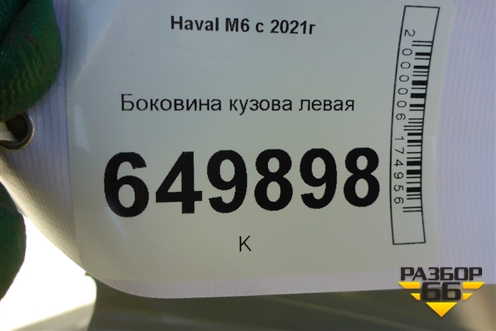 Haval M6 с 2021г
Боковина кузова левая
649898
К
2000006174956
РАЗБОР
66